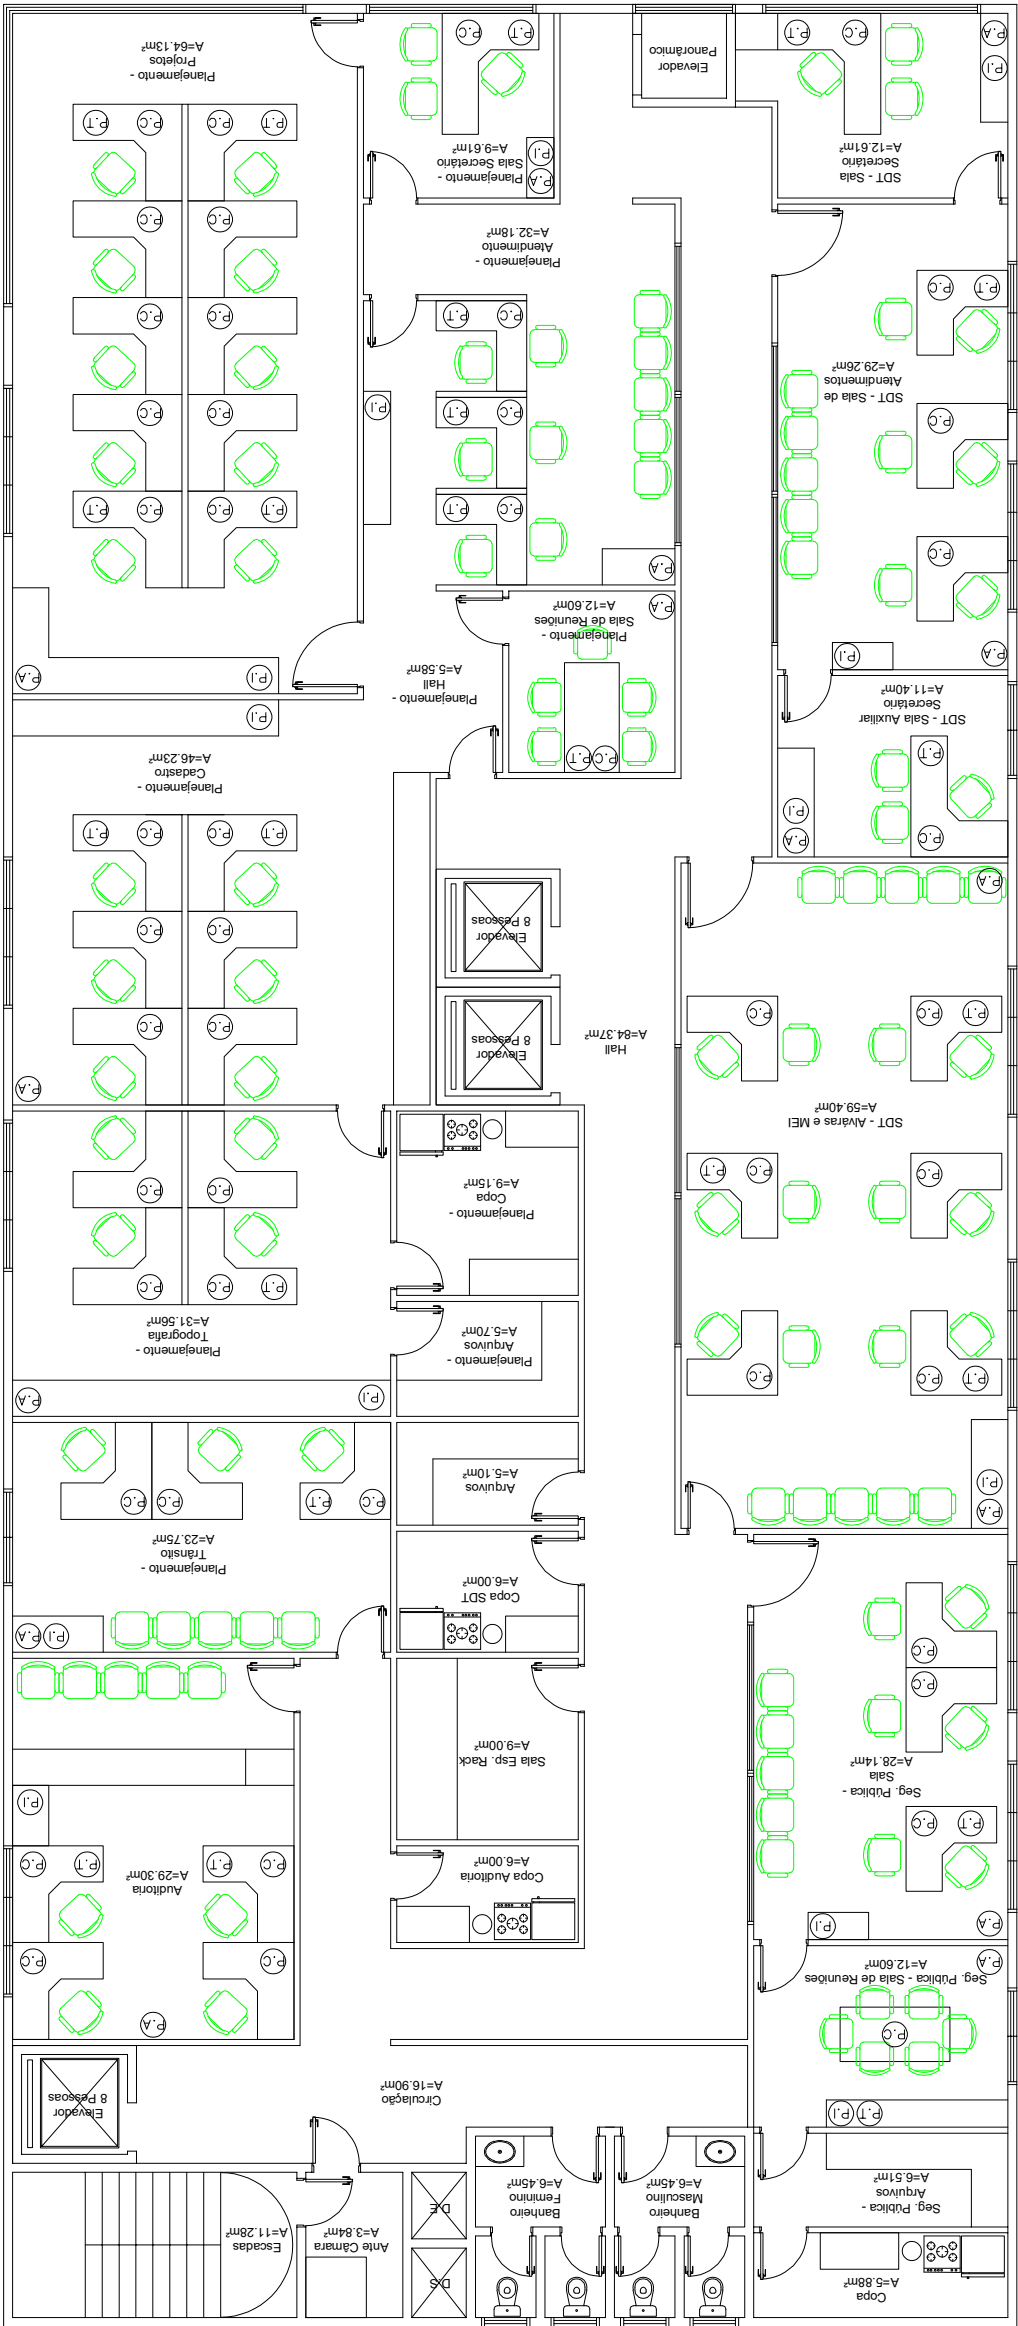 Copa
A=5.88m²
Seg. Pública -
Arquivos
A=6.51m²
Banheiro
Masculino
A=6.45m²
Banheiro
Feminino
A=6.45m²
D.S
D.E
Ante Câmara
A=3.84m²
Escadas
A=11.28m²
Circulação
A=16.90m²
Elevador
8 Pessoas
P.T
P.I
P.C
Seg. Pública - Sala de Reuniões
A=12.60m²
P.A
P.A
P.I
P.T
P.C
Seg. Pública -
Sala
A=28.14m²
P.C
P.C
Copa Auditoria
A=6.00m²
Sala Esp. Rack
A=9.00m²
P.A
P.C
P.C
Auditoria
A=29.30m²
P.C
P.T
P.T
P.C
P.I
Copa SDT
A=6.00m²
Arquivos
A=5.10m²
P.I
P.A
Planejamento -
Trânsito
A=23.75m²
P.C
P.T
P.C
P.C
P.A
P.I
P.T
P.C
P.C
P.C
P.C
P.T
SDT - Alváras e MEI
A=59.40m²
P.T
P.C
P.C
P.A
Planejamento -
Arquivos
A=5.70m²
Planejamento -
Copa
A=9.15m²
P.I
P.A
Planejamento -
Topografia
A=31.56m²
P.T
P.C
P.C
P.C
P.C
Hall
A=84.37m²
Elevador
8 Pessoas
Elevador
8 Pessoas
P.A
P.C
P.C
P.C
P.C
P.T
P.C
P.C
P.T
Planejamento -
Cadastro
A=46.23m²
P.I
P.C
P.A
P.I
P.T
SDT - Sala Auxiliar
Secretário
A=11.40m²
P.C
P.T
Planejamento -
Sala de Reuniões
A=12.60m²
P.A
Planejamento -
Hall
A=5.58m²
P.A
P.I
P.C
P.C
SDT - Sala de
Atendimentos
A=29.26m²
P.T
P.C
P.A
P.C
P.T
P.C
P.T
P.C
P.T
P.I
Planejamento -
Atendimento
A=32.18m²
P.I
P.A
P.T
P.C
P.C
P.T
P.C
P.C
P.C
P.C
P.C
P.C
P.T
P.C
P.C
P.T
Planejamento -
Projetos
A=64.13m²
SDT - Sala
Secretário
A=12.61m²
P.I
P.A
P.C
P.T
Elevador
Panorâmico
P.A
P.I
Planejamento -
Sala Secretário
A=9.61m²
P.T
P.C